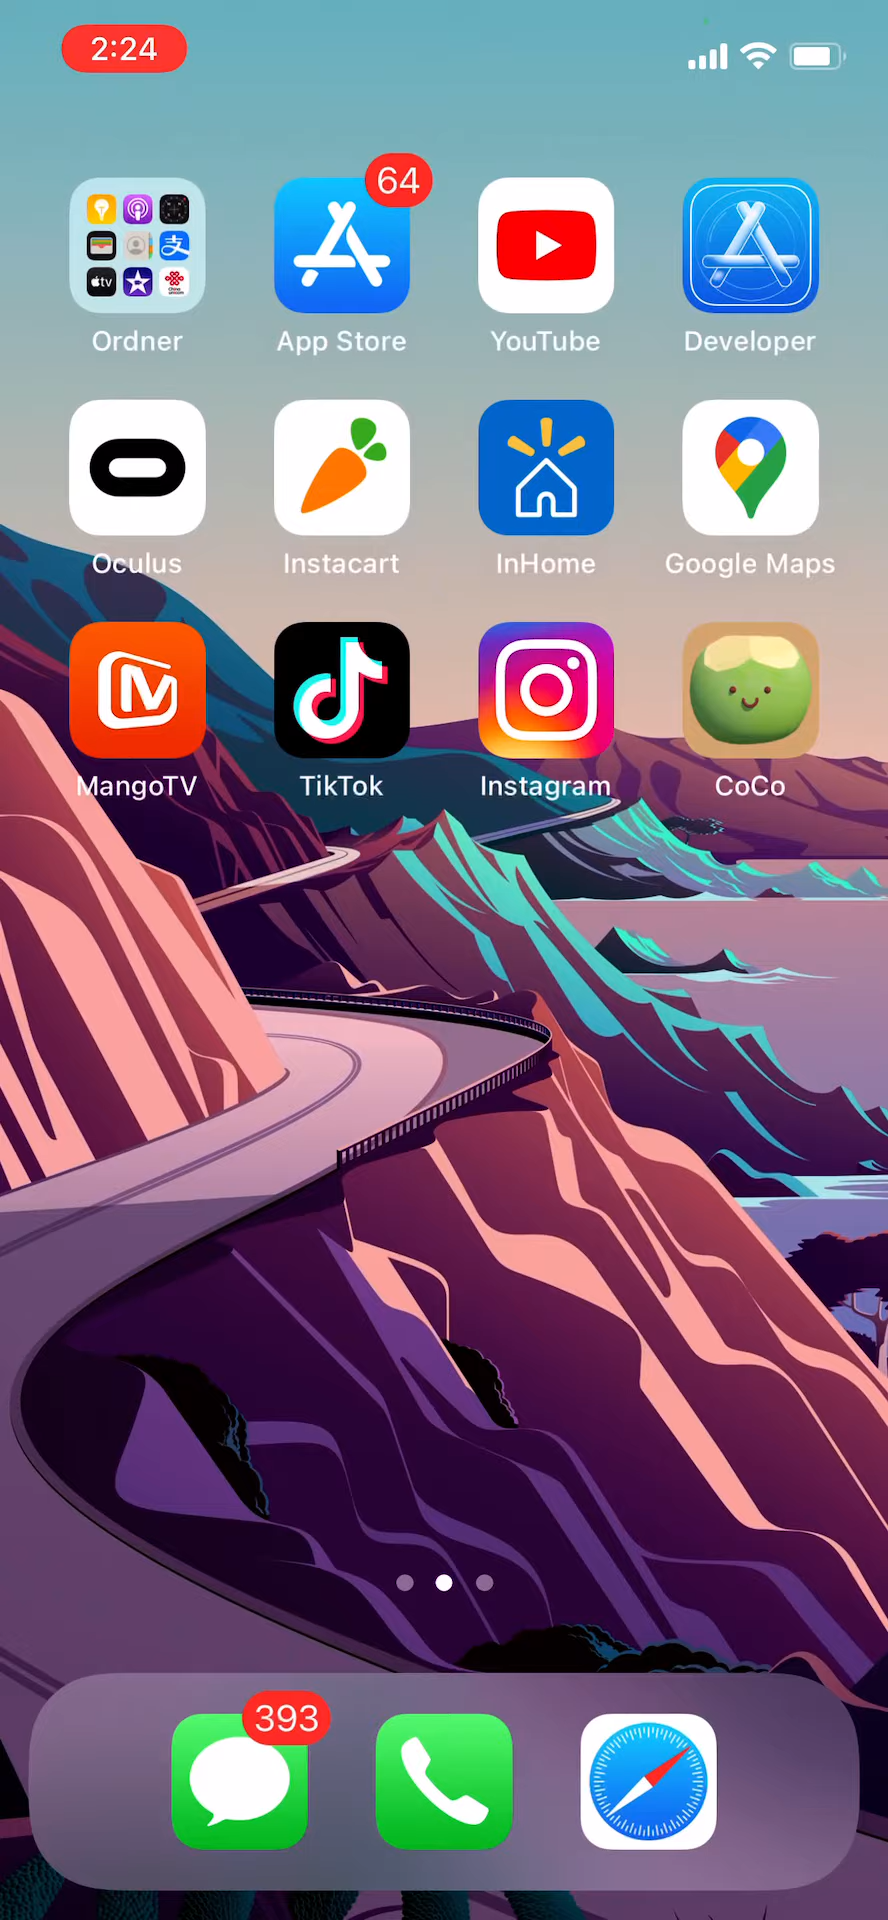 2:24
64
Ordner
App Store
YouTube
Developer
Oculus
Instacart
InHome
Google Maps
MangoTV
TikTok
Instagram
CoCo
393